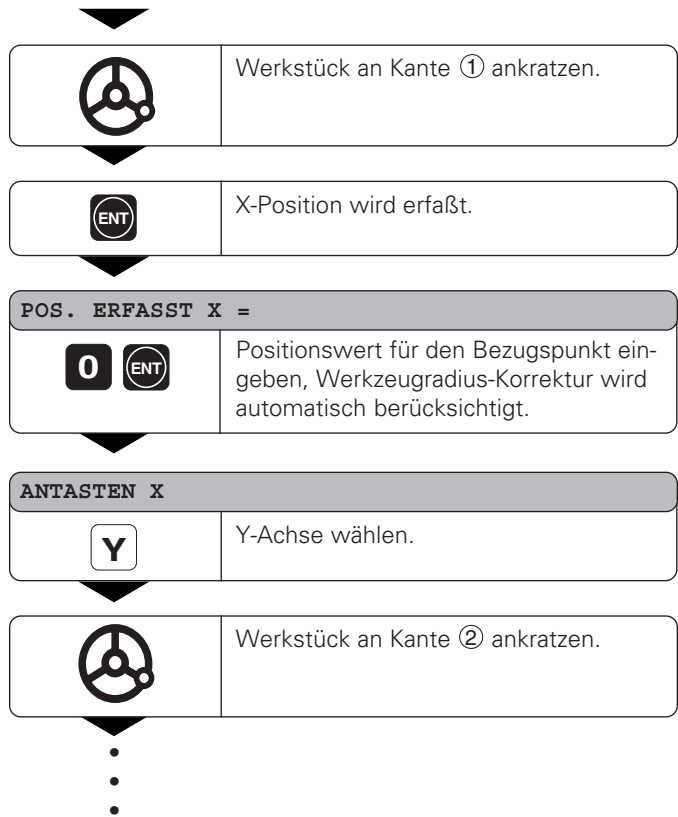 Werkstück an Kante ① ankratzen.
ENT
X-Position wird erfaßt.
POS. ERFASST X =
0 ENT
Positionswert für den Bezugspunkt ein-
geben, Werkzeugradius-Korrektur wird
automatisch berücksichtigt.
ANTASTEN X
Y
Y-Achse wählen.
Werkstück an Kante ② ankratzen.